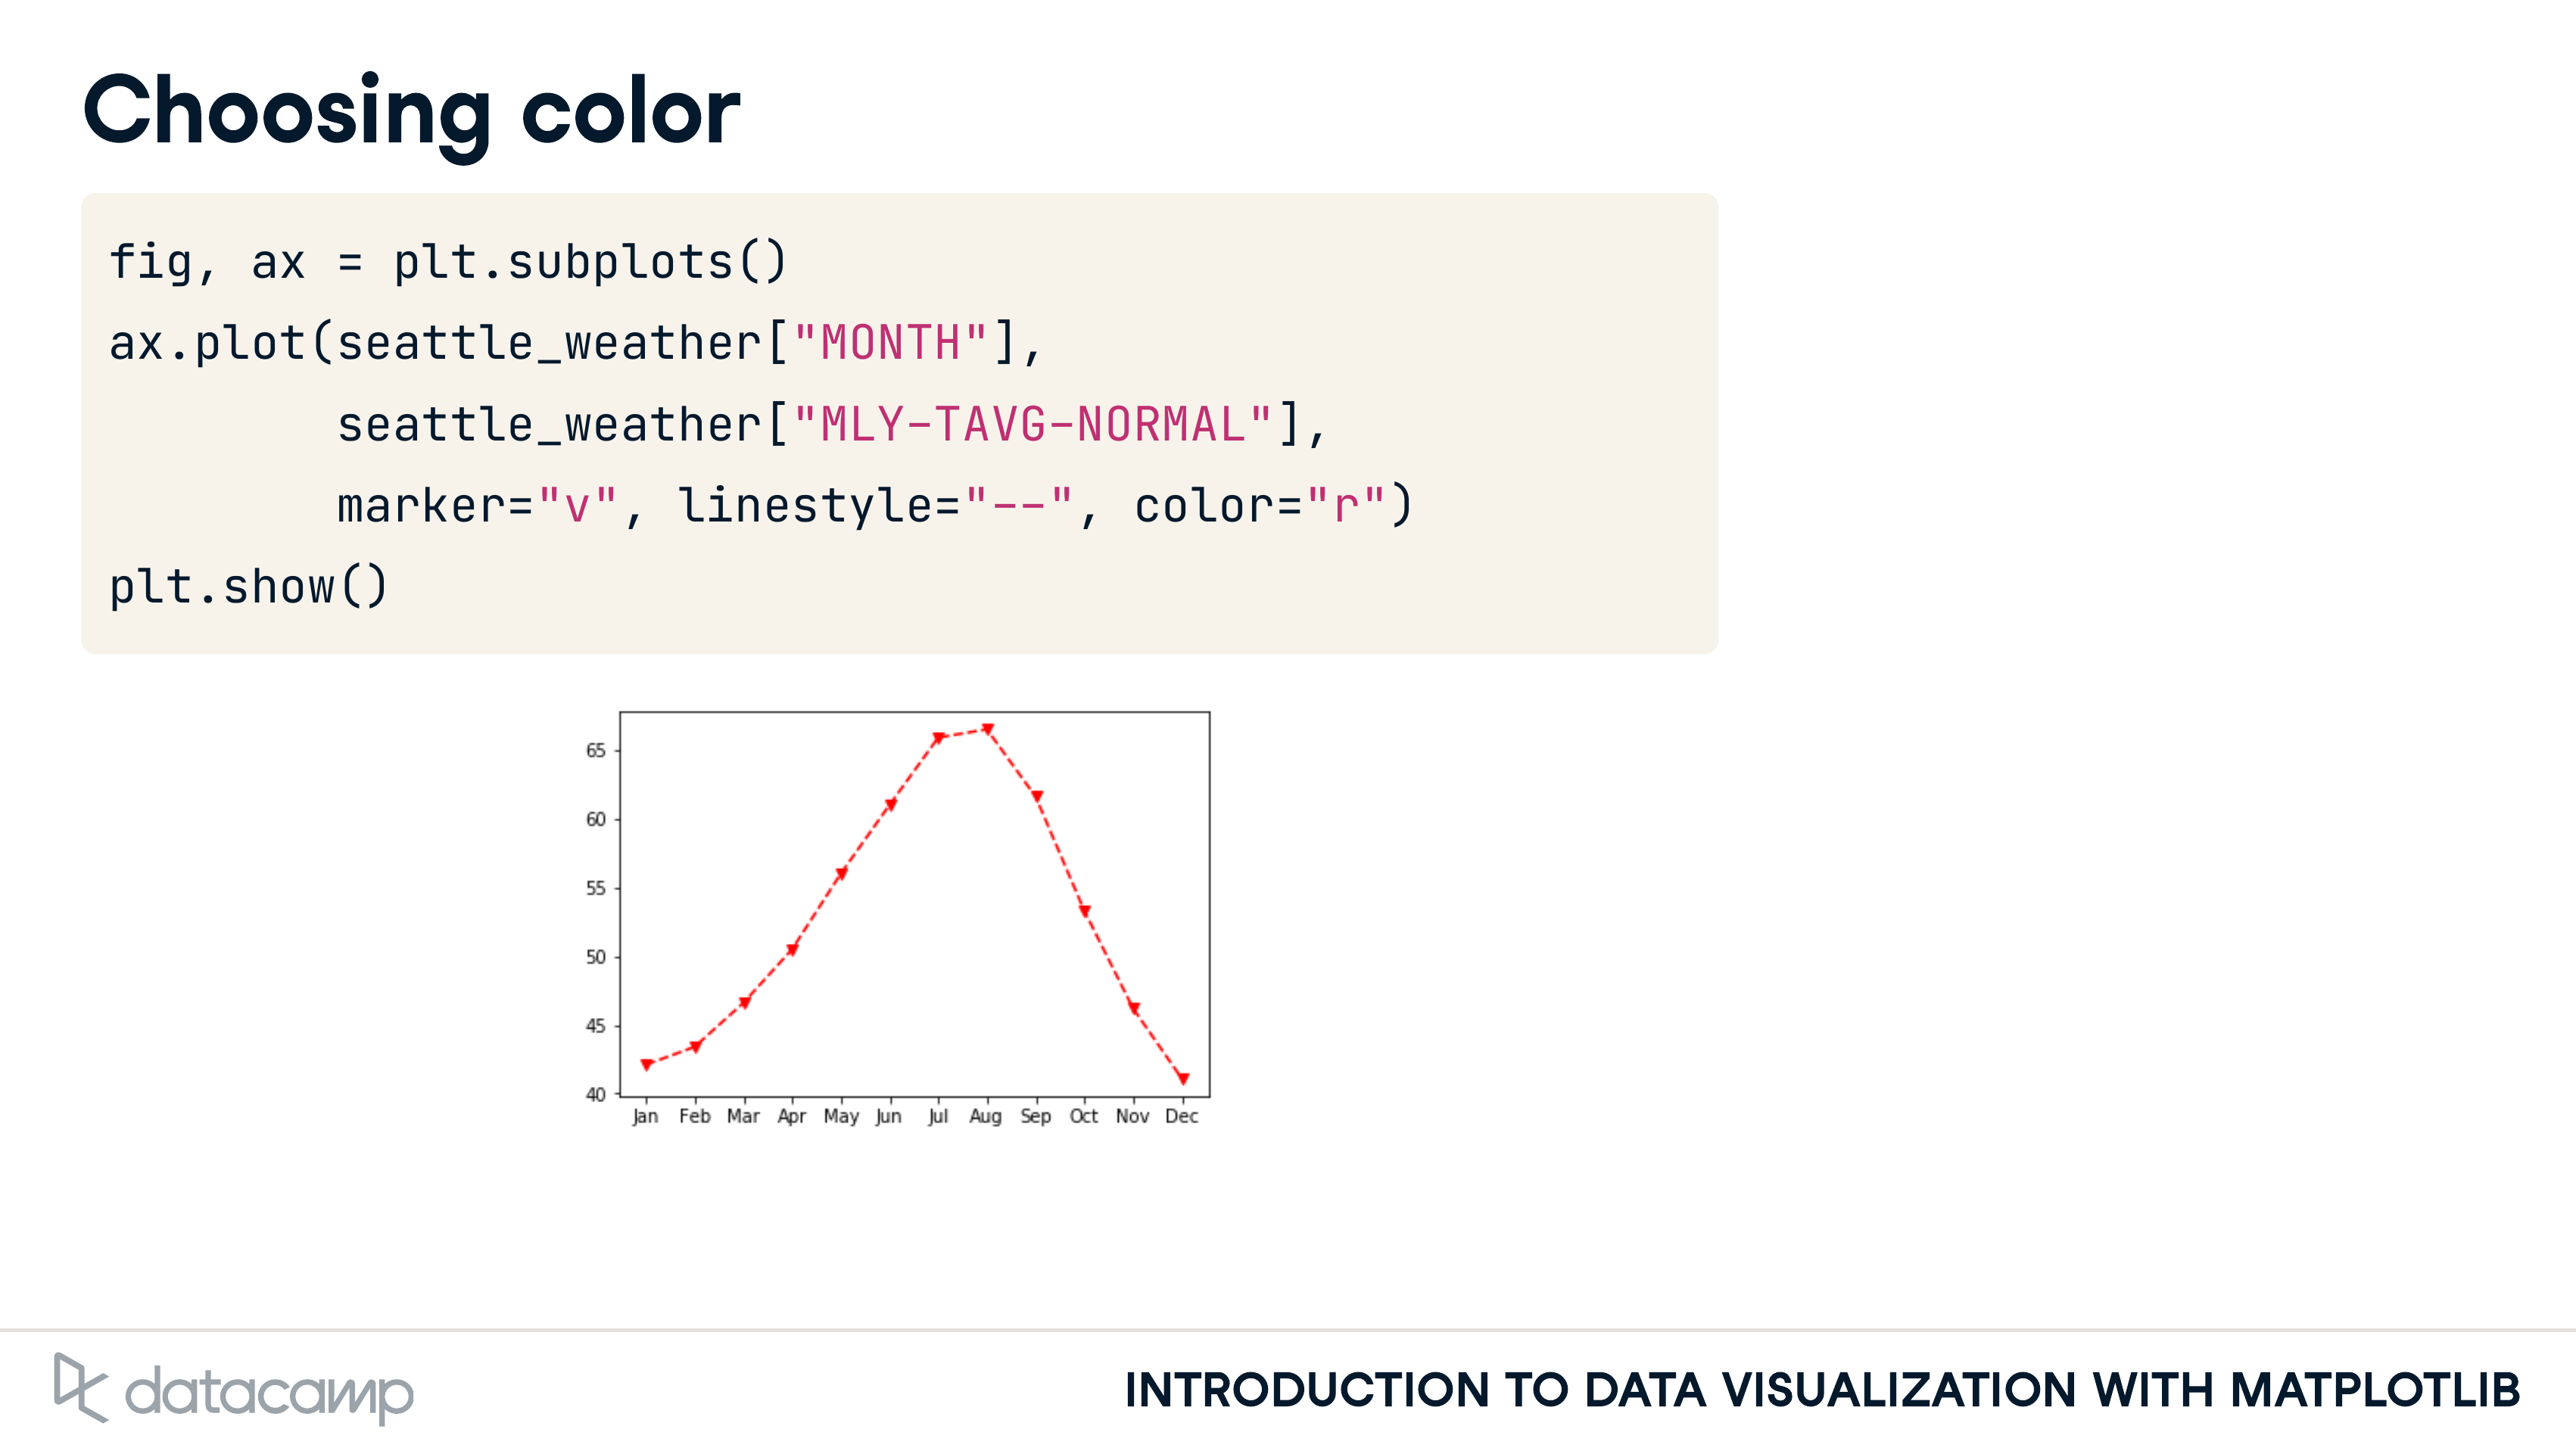 Choosing color
fig, ax = plt.subplots()
ax.plot(seattle_weather["MONTH"],
        seattle_weather["MLY-TAVG-NORMAL"],
        marker="v", linestyle="--", color="r")
plt.show()
65
60
55
50
45
40
Jan Feb Mar Apr May Jun Jul Aug Sep Oct Nov Dec
datacamp
INTRODUCTION TO DATA VISUALIZATION WITH MATPLOTLIB